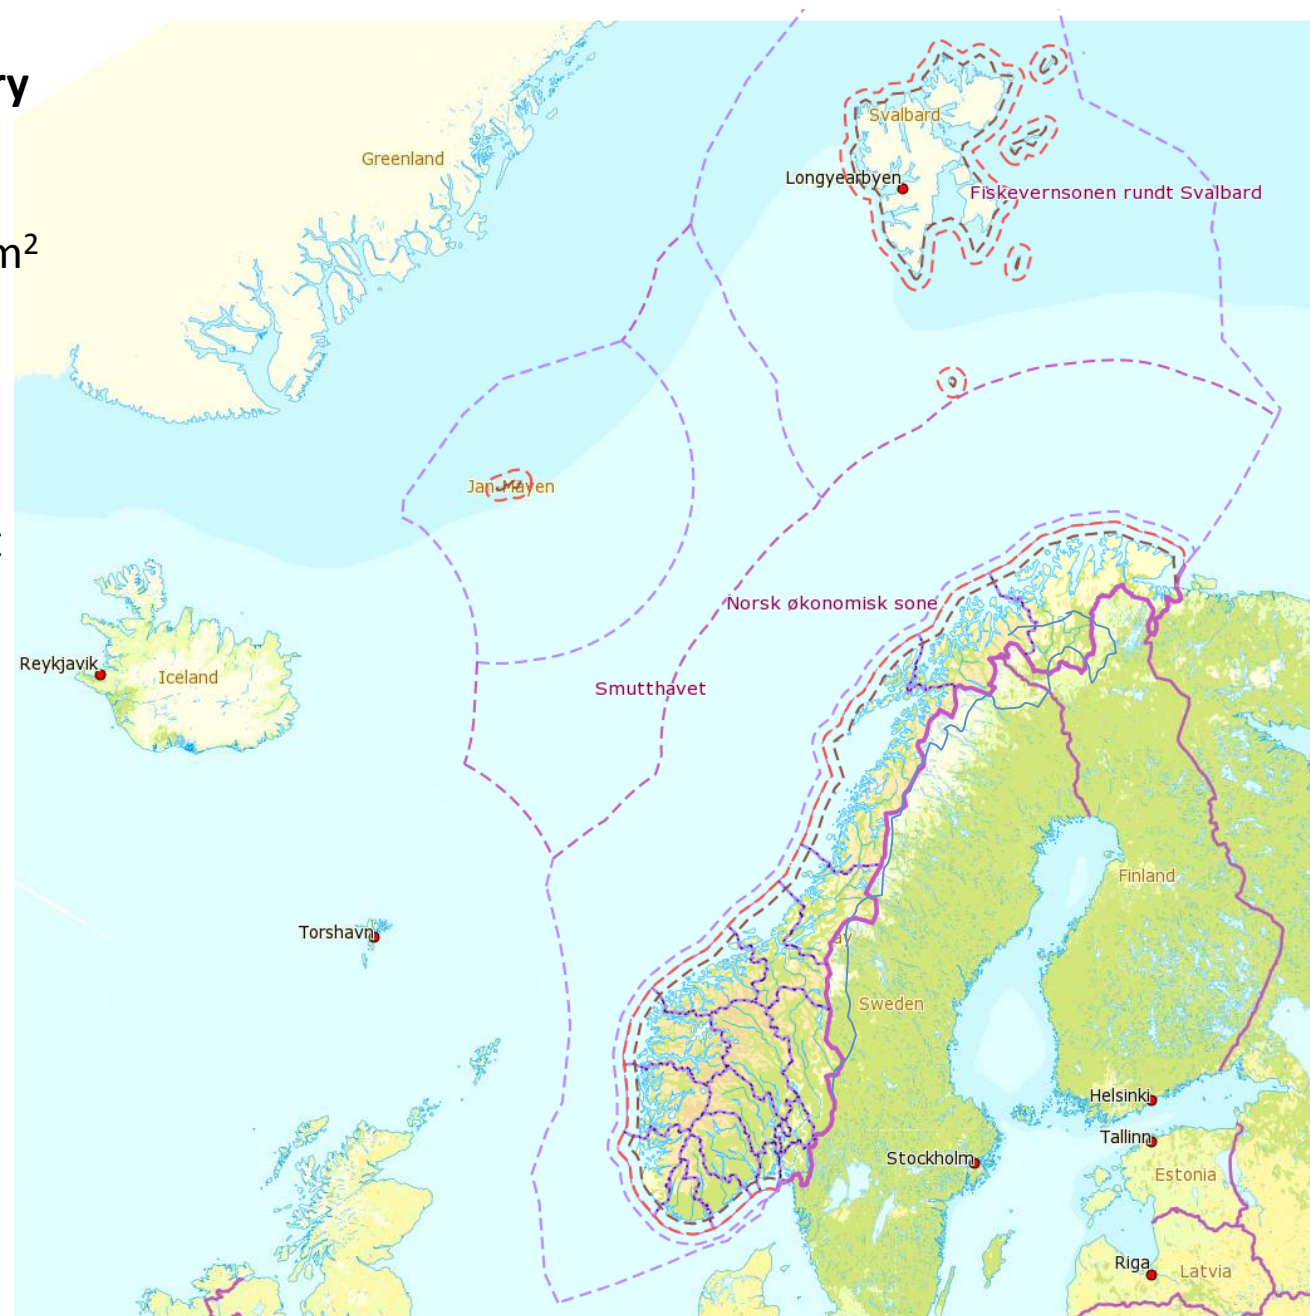 ry
Greenland
Svalbard
Longyearbyen
Fiskevernsonen rundt Svalbard
m²
Jan Mayen
Norsk økonomisk sone
Reykjavik
Iceland
Smutthavet
Finland
Torshavn
av
Sweden
Helsinki
Tallinn
Stockholm
Estonia
Riga
Latvia